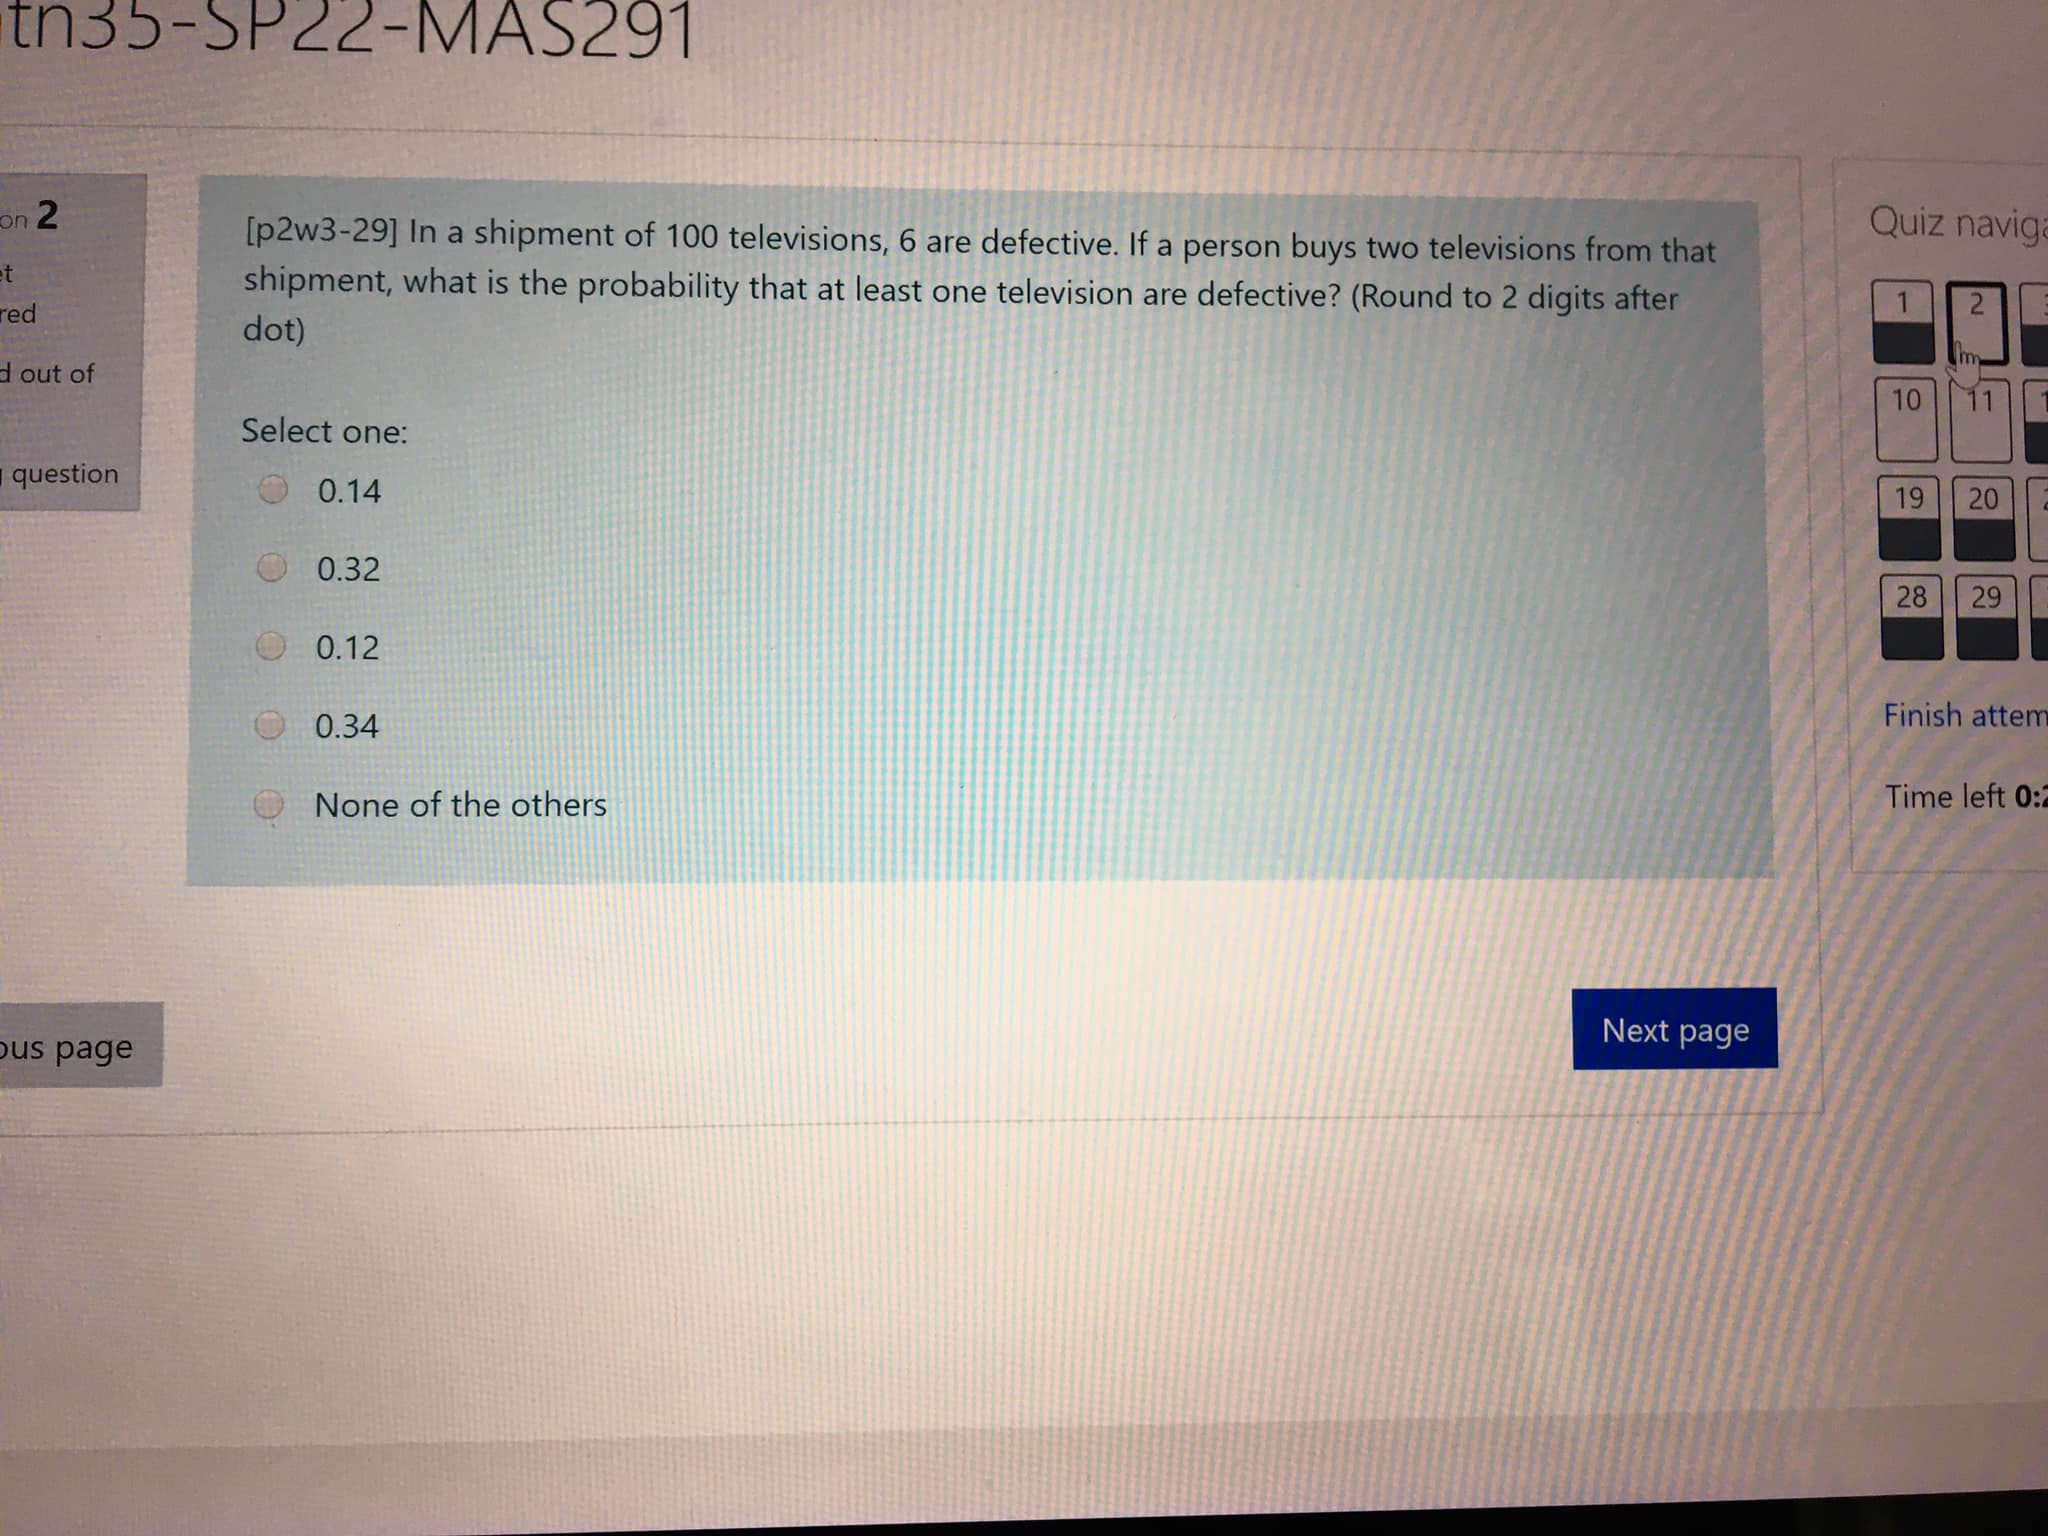 tn35-SP22-MAS291
on 2
et
red
d out of
question
[p2w3-29] In a shipment of 100 televisions, 6 are defective. If a person buys two televisions from that
shipment, what is the probability that at least one television are defective? (Round to 2 digits after
dot)
Select one:
0.14
0.32
0.12
0.34
None of the others
ous page
Next page
Quiz naviga
1 2
10 11 1
19 20
28 29
Finish attem
Time left 0:2